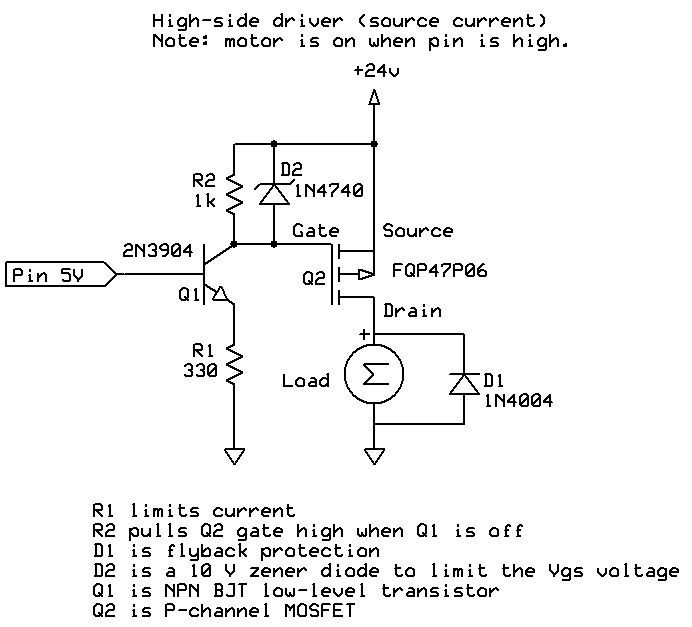 High-side driver (source current)
Note: motor is on when pin is high.
+24v
D2
R2
1N4740
1k
Gate
Source
2N3904
Pin 5V
Q2
FQP47P06
Q1
Drain
+
R1
330
Load
Σ
D1
1N4004
R1 limits current
R2 pulls Q2 gate high when Q1 is off
D1 is flyback protection
D2 is a 10 V zener diode to limit the Vgs voltage
Q1 is NPN BJT low-level transistor
Q2 is P-channel MOSFET